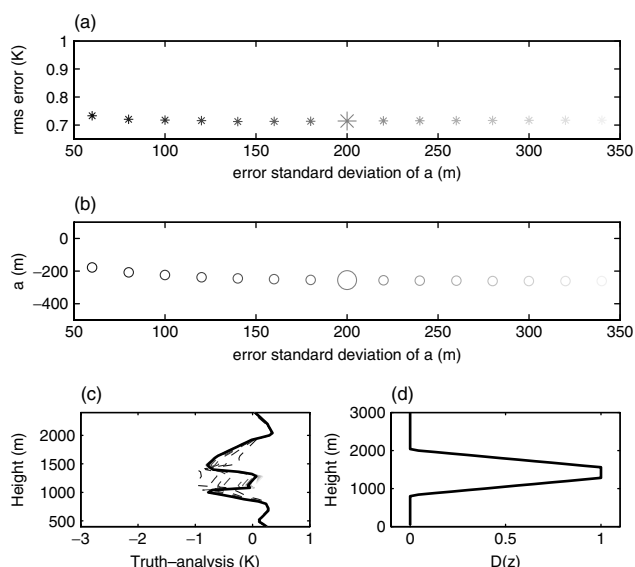 (a)
1
0.9
0.8
0.7
rms error (K)
50 100 150 200 250 300 350
error standard deviation of a (m)
(b)
0
−200
−400
a (m)
50 100 150 200 250 300 350
error standard deviation of a (m)
(c)
2000
1500
1000
500
Height (m)
−3 −2 −1 0 1
Truth–analysis (K)
(d)
3000
2000
1000
0
Height (m)
0 0.5 1
D(z)